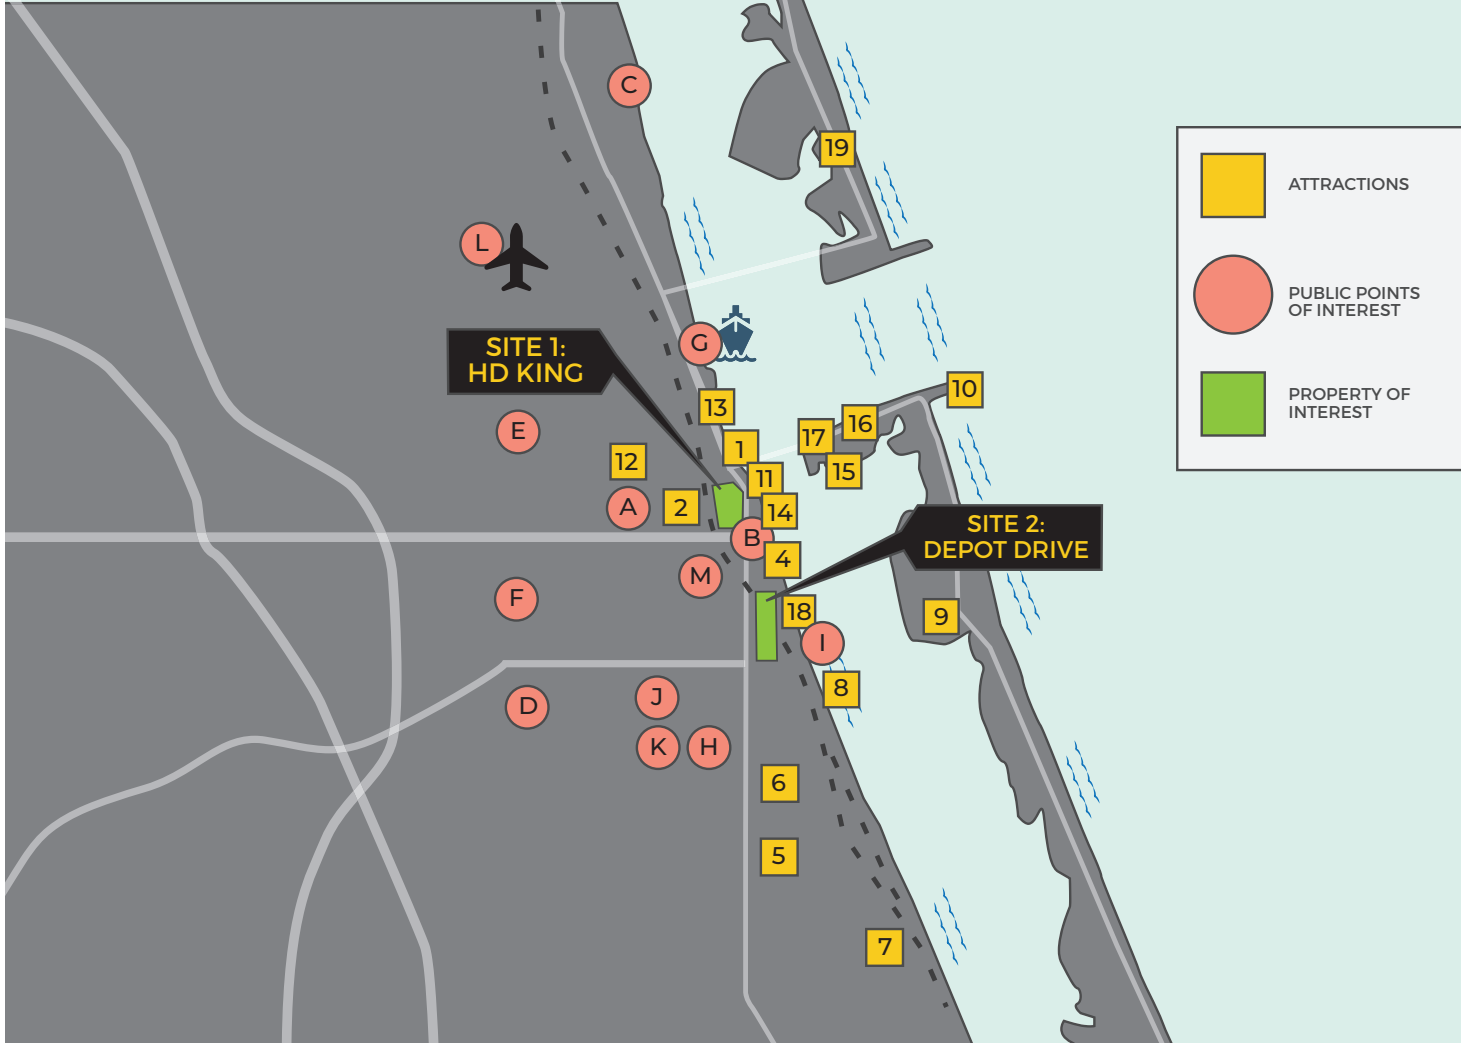 C
19
ATTRACTIONS
L
PUBLIC POINTS
OF INTEREST
G
SITE 1:
HD KING
10
PROPERTY OF
INTEREST
13
16
E
17
1
12
15
11
A
2
14
SITE 2:
DEPOT DRIVE
B
4
M
F
18
9
I
8
J
D
K
H
6
5
7